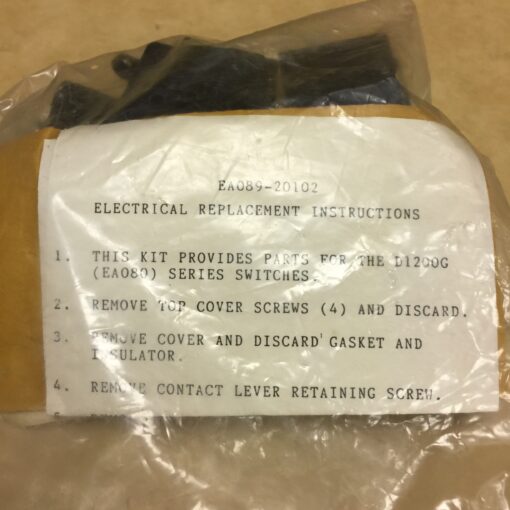 EA089-20102
ELECTRICAL REPLACEMENT INSTRUCTIONS
1. THIS KIT PROVIDES PARTS FOR THE D1200G
(EA080) SERIES SWITCHES.
2. REMOVE TOP COVER SCREWS (4) AND DISCARD.
3. REMOVE COVER AND DISCARD GASKET AND
INSULATOR.
4. REMOVE CONTACT LEVER RETAINING SCREW.
5.